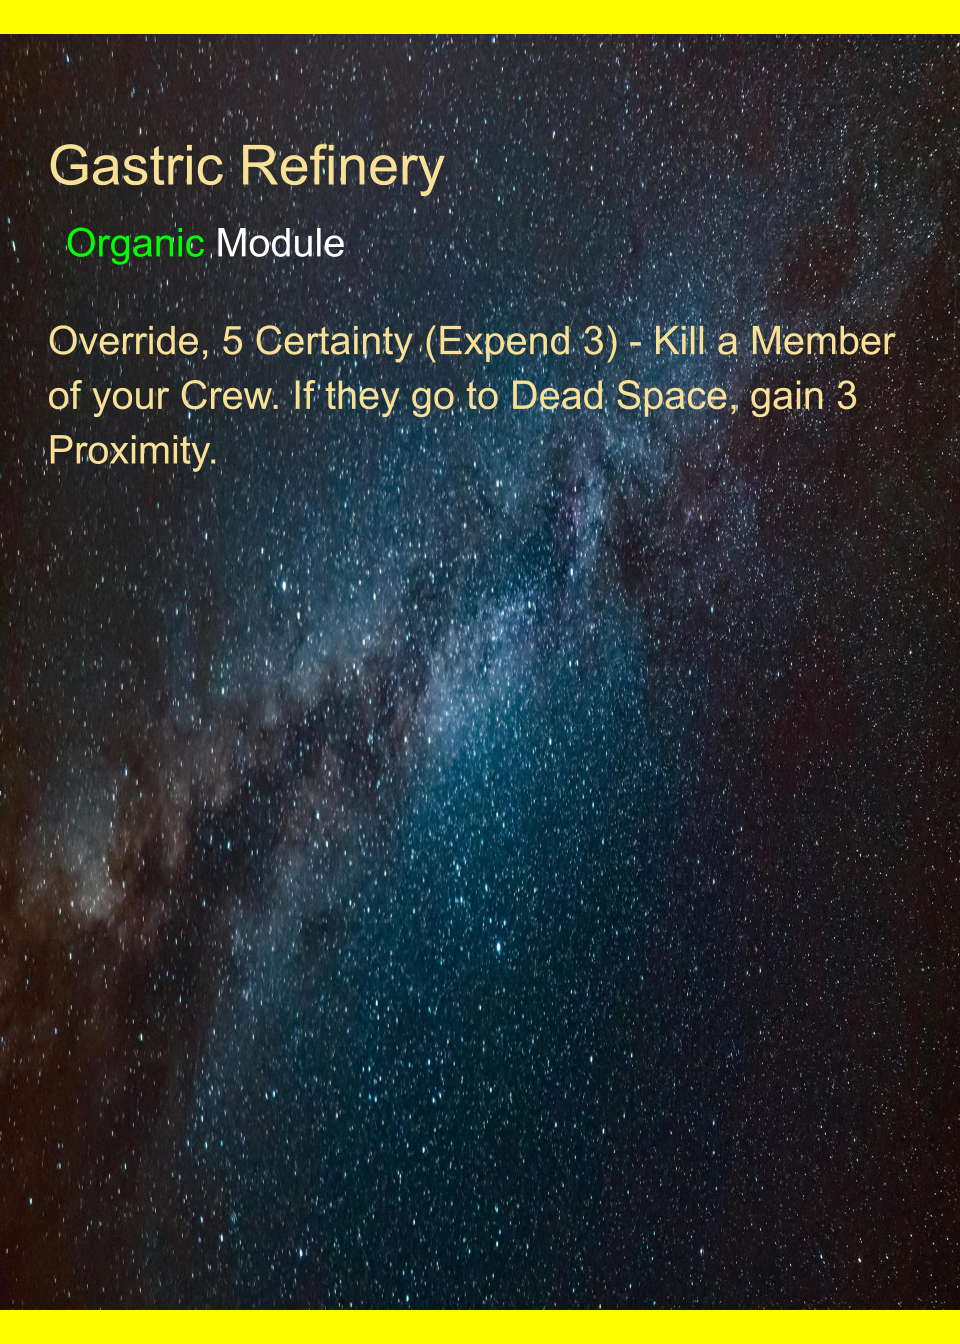 Gastric Refinery
Organic Module
Override, 5 Certainty (Expend 3) - Kill a Member
of your Crew. If they go to Dead Space, gain 3
Proximity.